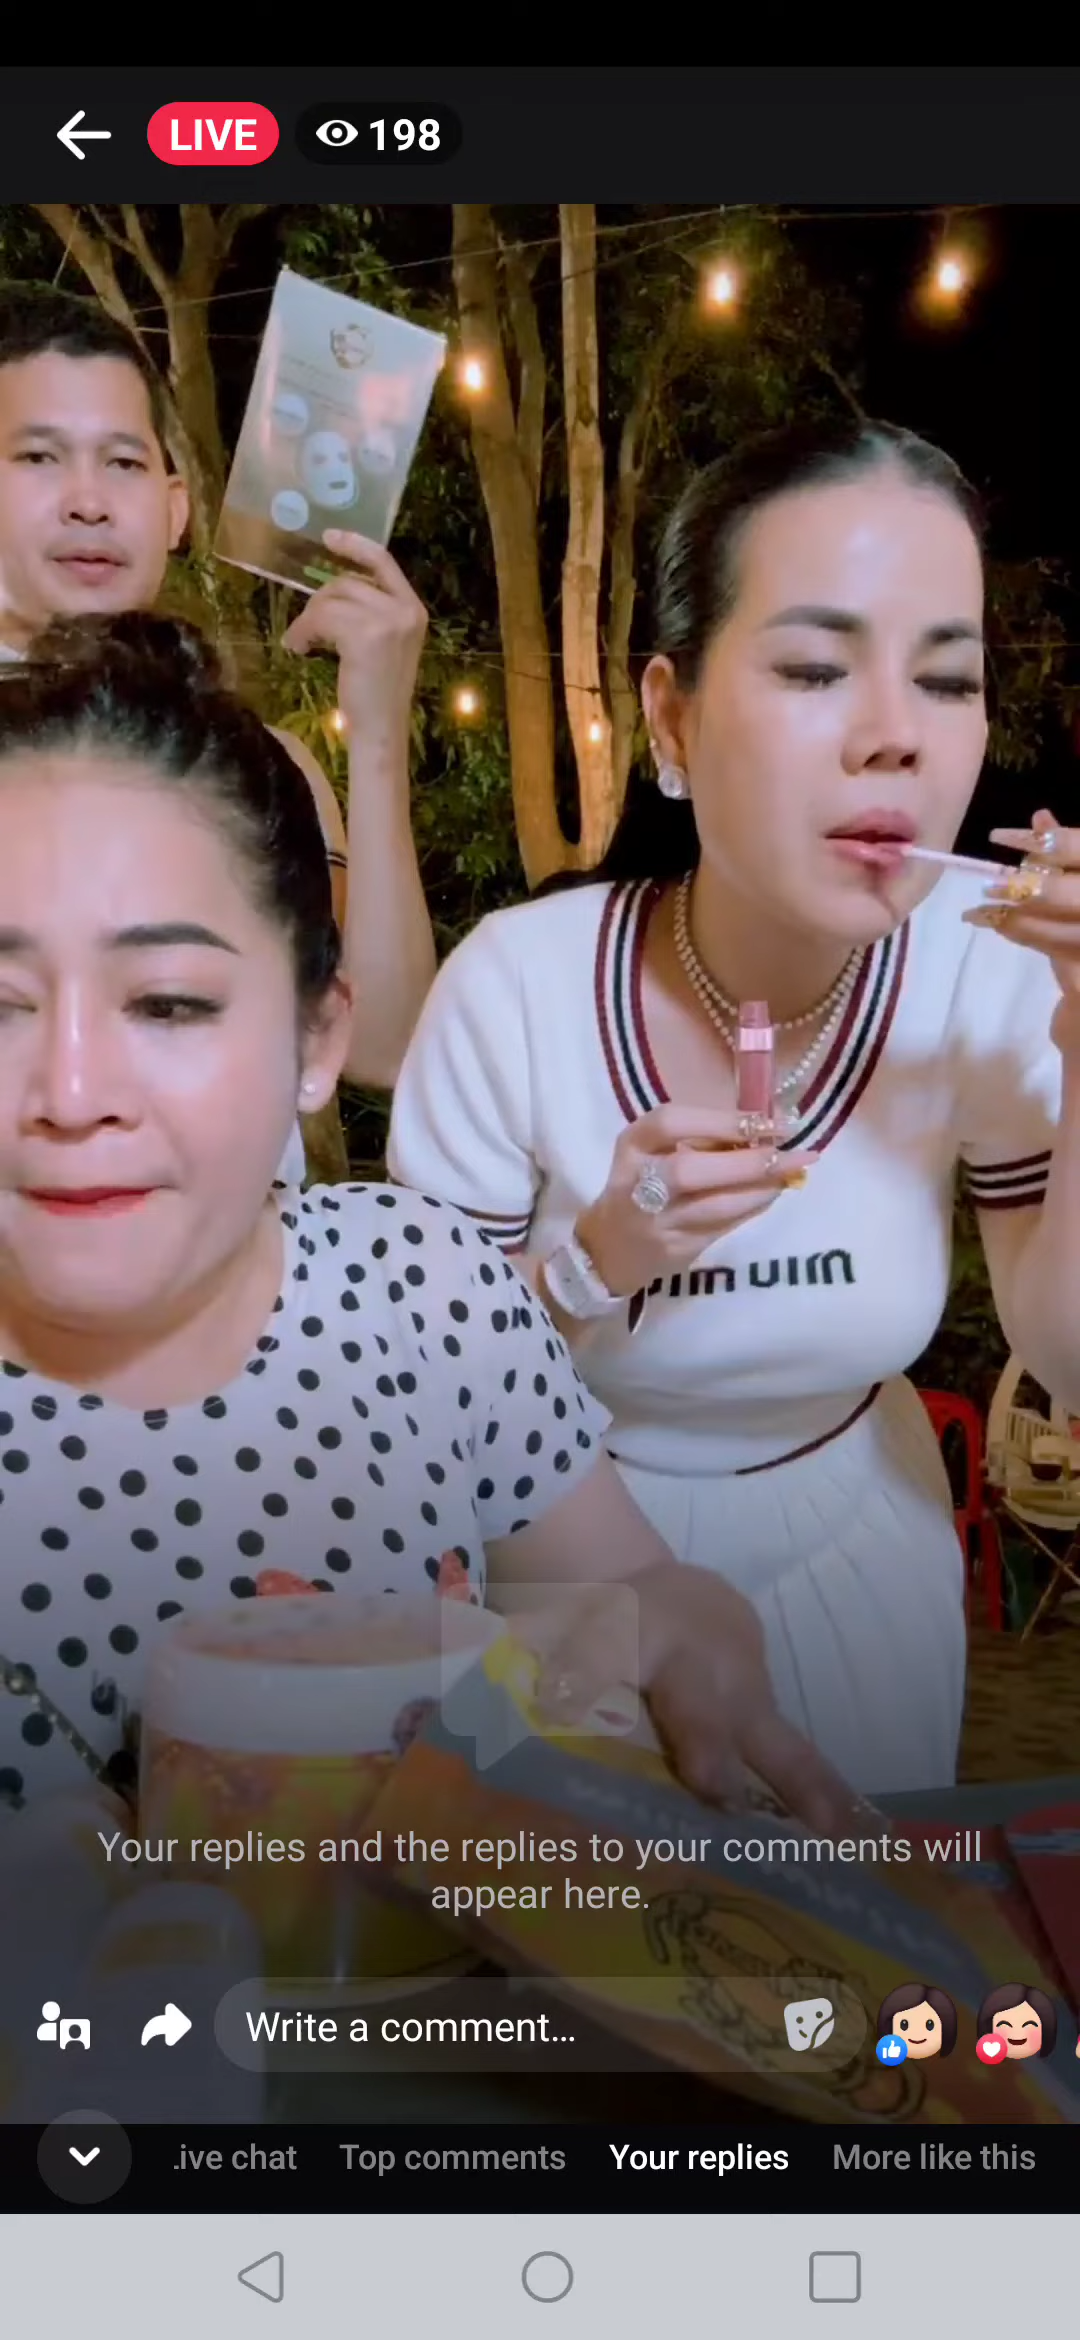 LIVE
198
Your replies and the replies to your comments will
appear here.
Write a comment...
.ive chat
Top comments
Your replies
More like this